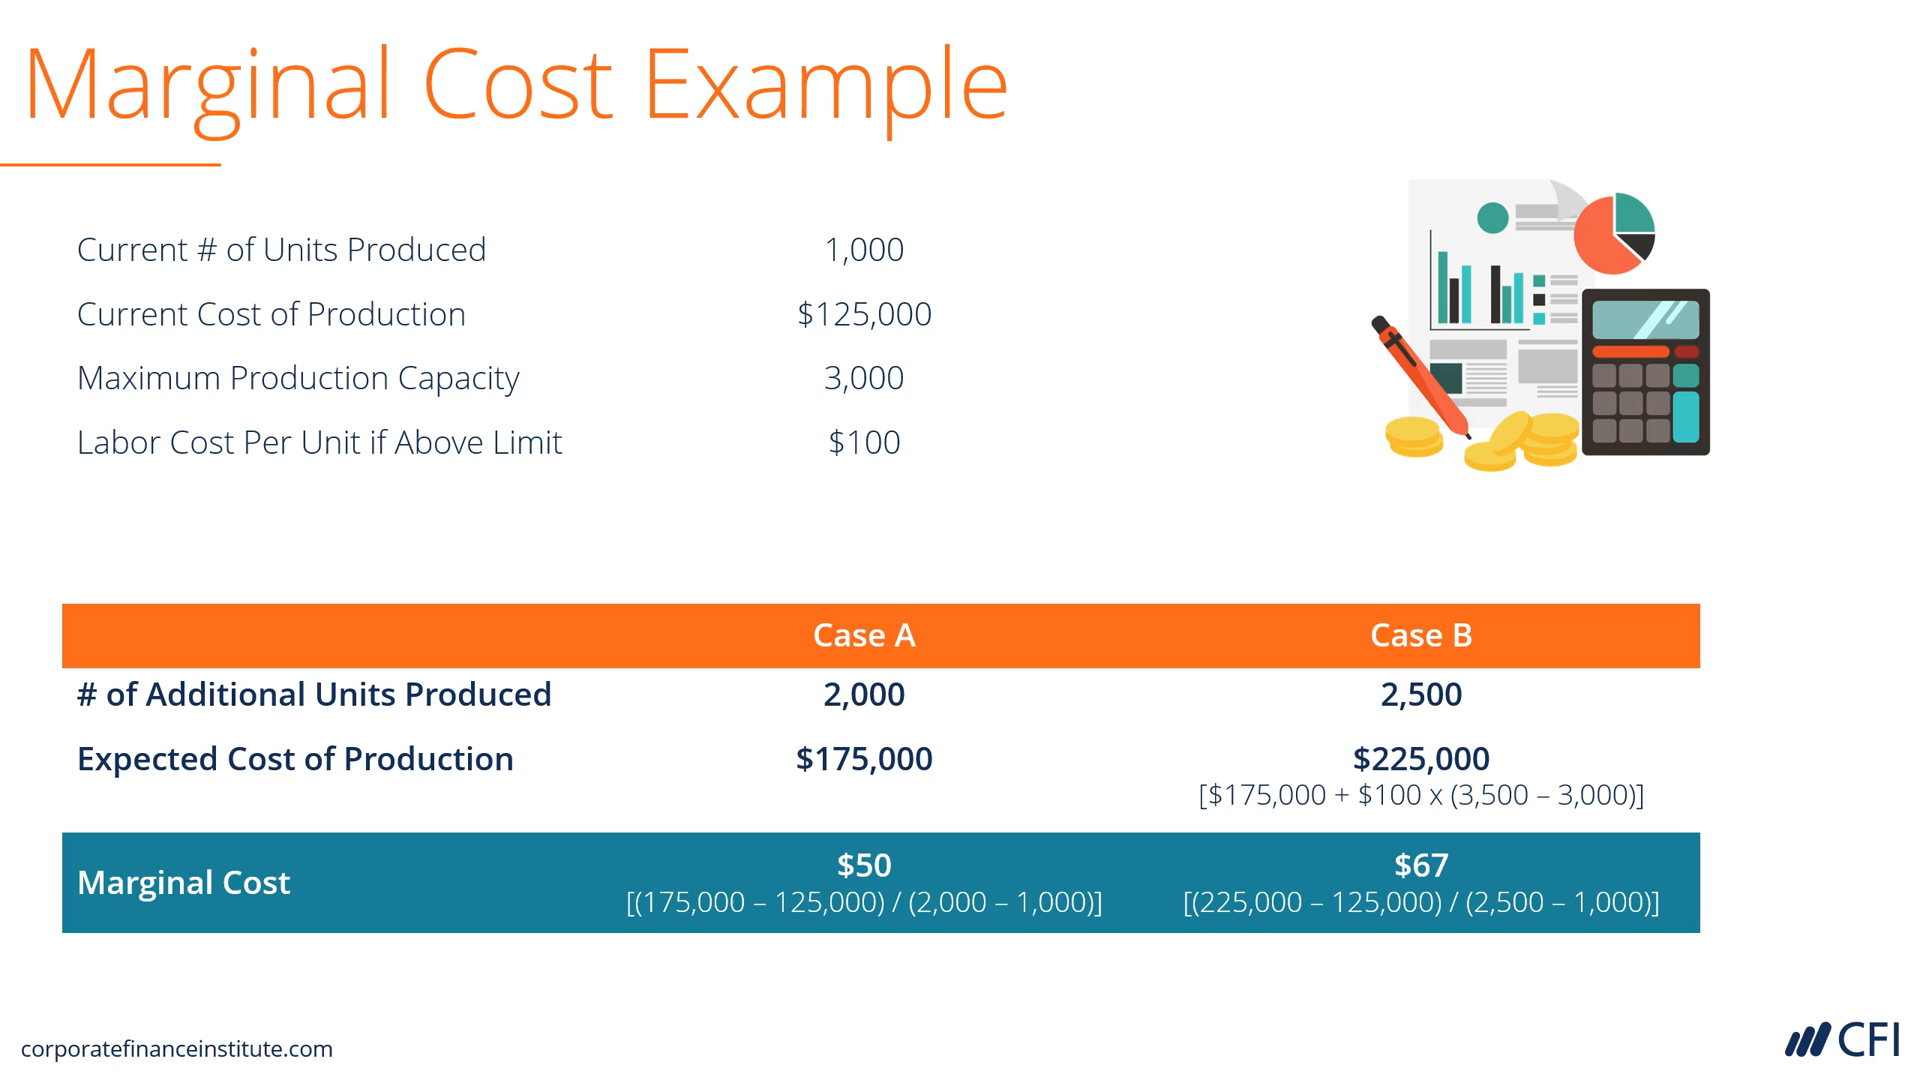 Marginal Cost Example
Current # of Units Produced 1,000
Current Cost of Production $125,000
Maximum Production Capacity 3,000
Labor Cost Per Unit if Above Limit $100
Case A Case B
# of Additional Units Produced 2,000 2,500
Expected Cost of Production $175,000 $225,000
[$175,000 + $100 x (3,500 – 3,000)]
Marginal Cost $50 $67
[(175,000 – 125,000) / (2,000 – 1,000)] [(225,000 – 125,000) / (2,500 – 1,000)]
corporatefinanceinstitute.com CFI